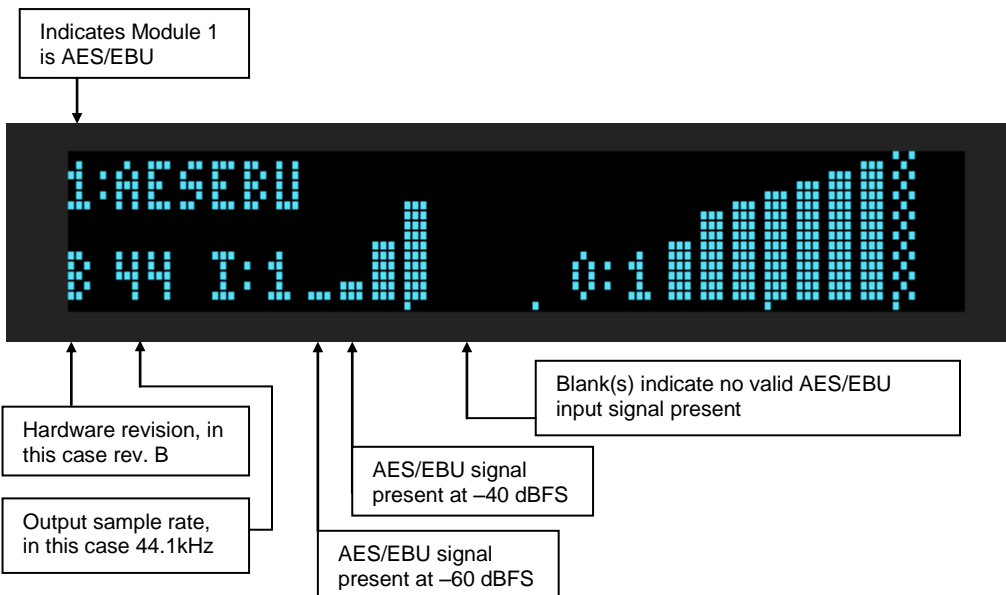 Indicates Module 1
is AES/EBU
1:AESEBU
B 44 I:1 O:1
Blank(s) indicate no valid AES/EBU
input signal present
Hardware revision, in
this case rev. B
AES/EBU signal
present at –40 dBFS
Output sample rate,
in this case 44.1kHz
AES/EBU signal
present at –60 dBFS